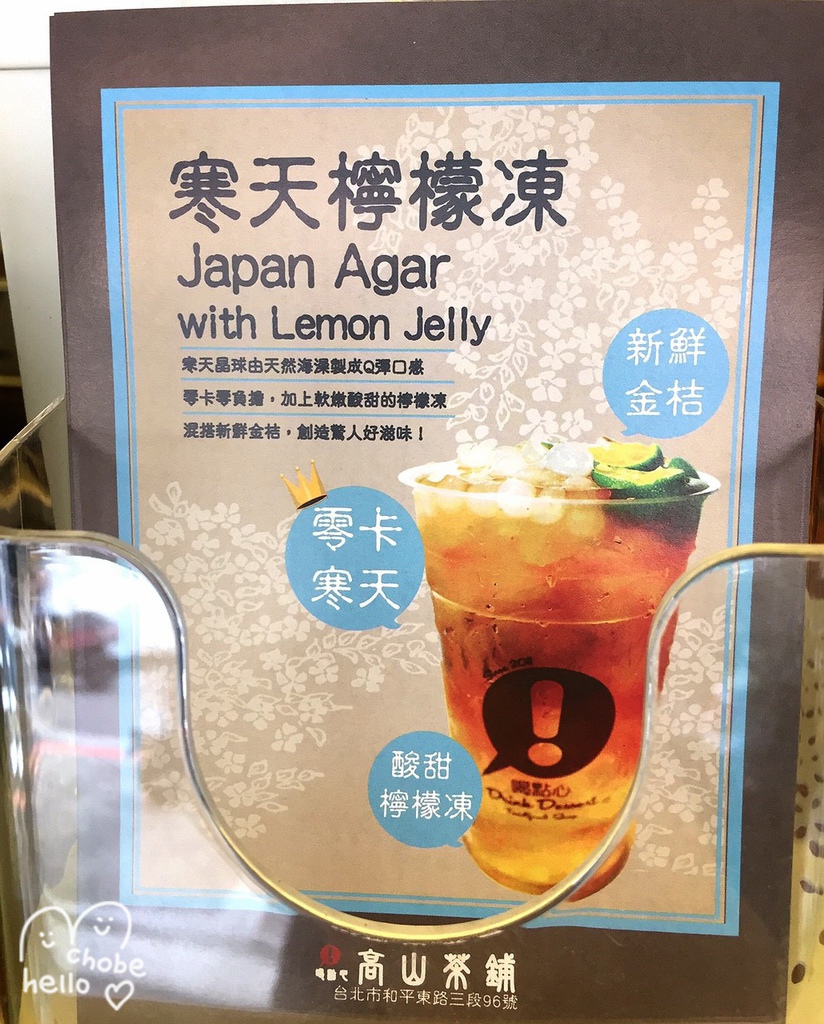 寒天檸檬凍
Japan Agar
with Lemon Jelly
寒天晶球由天然海藻製成Q彈口感
零卡零負擔，加上軟嫩酸甜的檸檬凍
混搭新鮮金桔，創造驚人好滋味！
新鮮
金桔
零卡
寒天
Since 2011
!
喝點心
Drink Dessert
酸甜
檸檬凍
高山茶鋪
台北市和平東路三段96號
chobe
hello